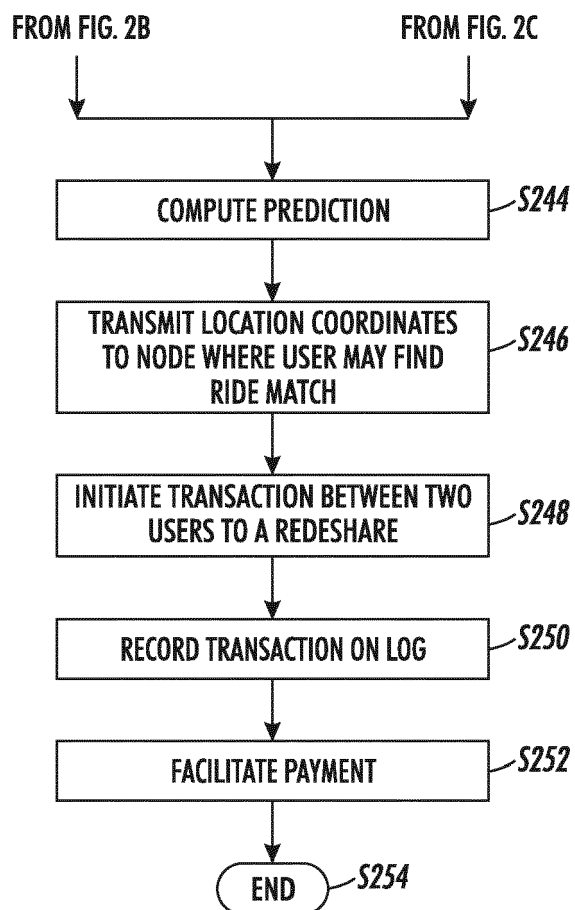 FROM FIG. 2B
FROM FIG. 2C
COMPUTE PREDICTION
S244
TRANSMIT LOCATION COORDINATES
TO NODE WHERE USER MAY FIND
RIDE MATCH
S246
INITIATE TRANSACTION BETWEEN TWO
USERS TO A REDESHARE
S248
RECORD TRANSACTION ON LOG
S250
FACILITATE PAYMENT
S252
END
S254